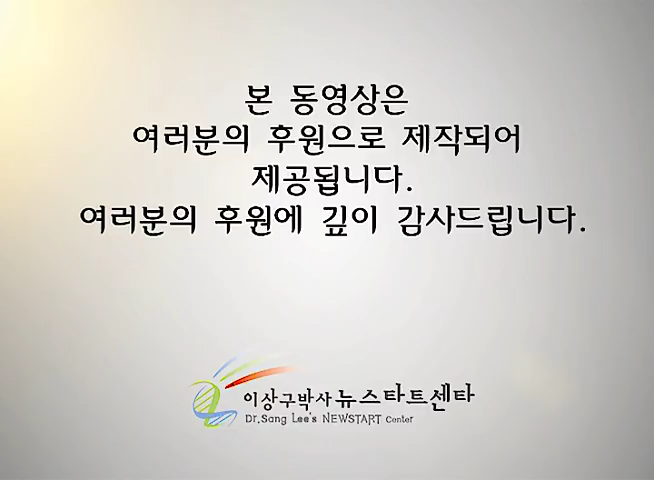 본 동영상은
여러분의 후원으로 제작되어
제공됩니다.
여러분의 후원에 깊이 감사드립니다.
이상구박사 뉴스타트센타
Dr.Sang Lee's NEWSTART Center